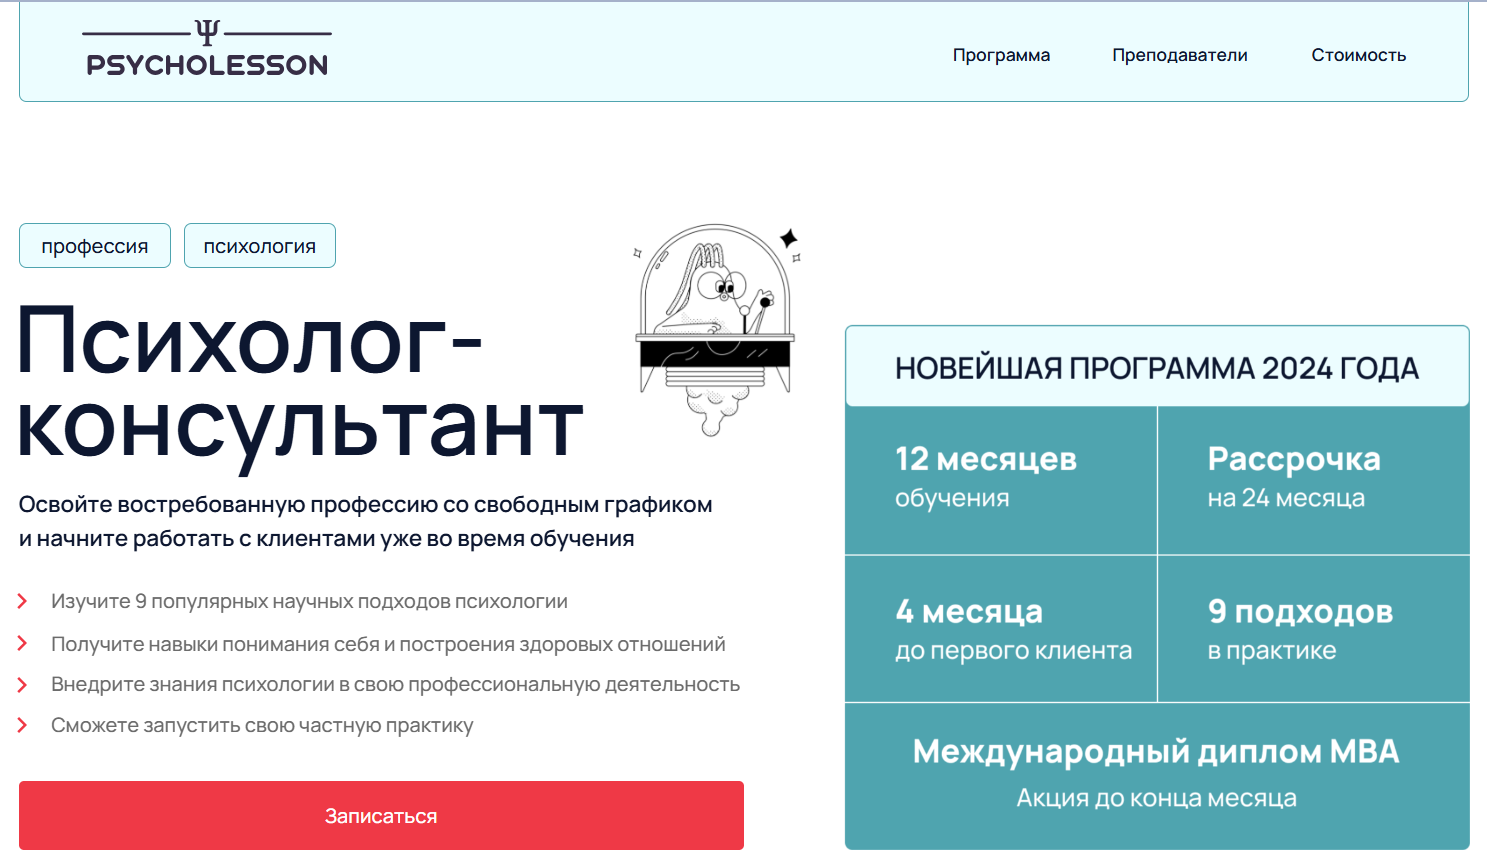 Ψ
PSYCHOLESSON
Программа
Преподаватели
Стоимость
профессия
психология
Психолог-
консультант
Освойте востребованную профессию со свободным графиком
и начните работать с клиентами уже во время обучения
Изучите 9 популярных научных подходов психологии
Получите навыки понимания себя и построения здоровых отношений
Внедрите знания психологии в свою профессиональную деятельность
Сможете запустить свою частную практику
Записаться
НОВЕЙШАЯ ПРОГРАММА 2024 ГОДА
12 месяцев
обучения
Рассрочка
на 24 месяца
4 месяца
до первого клиента
9 подходов
в практике
Международный диплом MBA
Акция до конца месяца